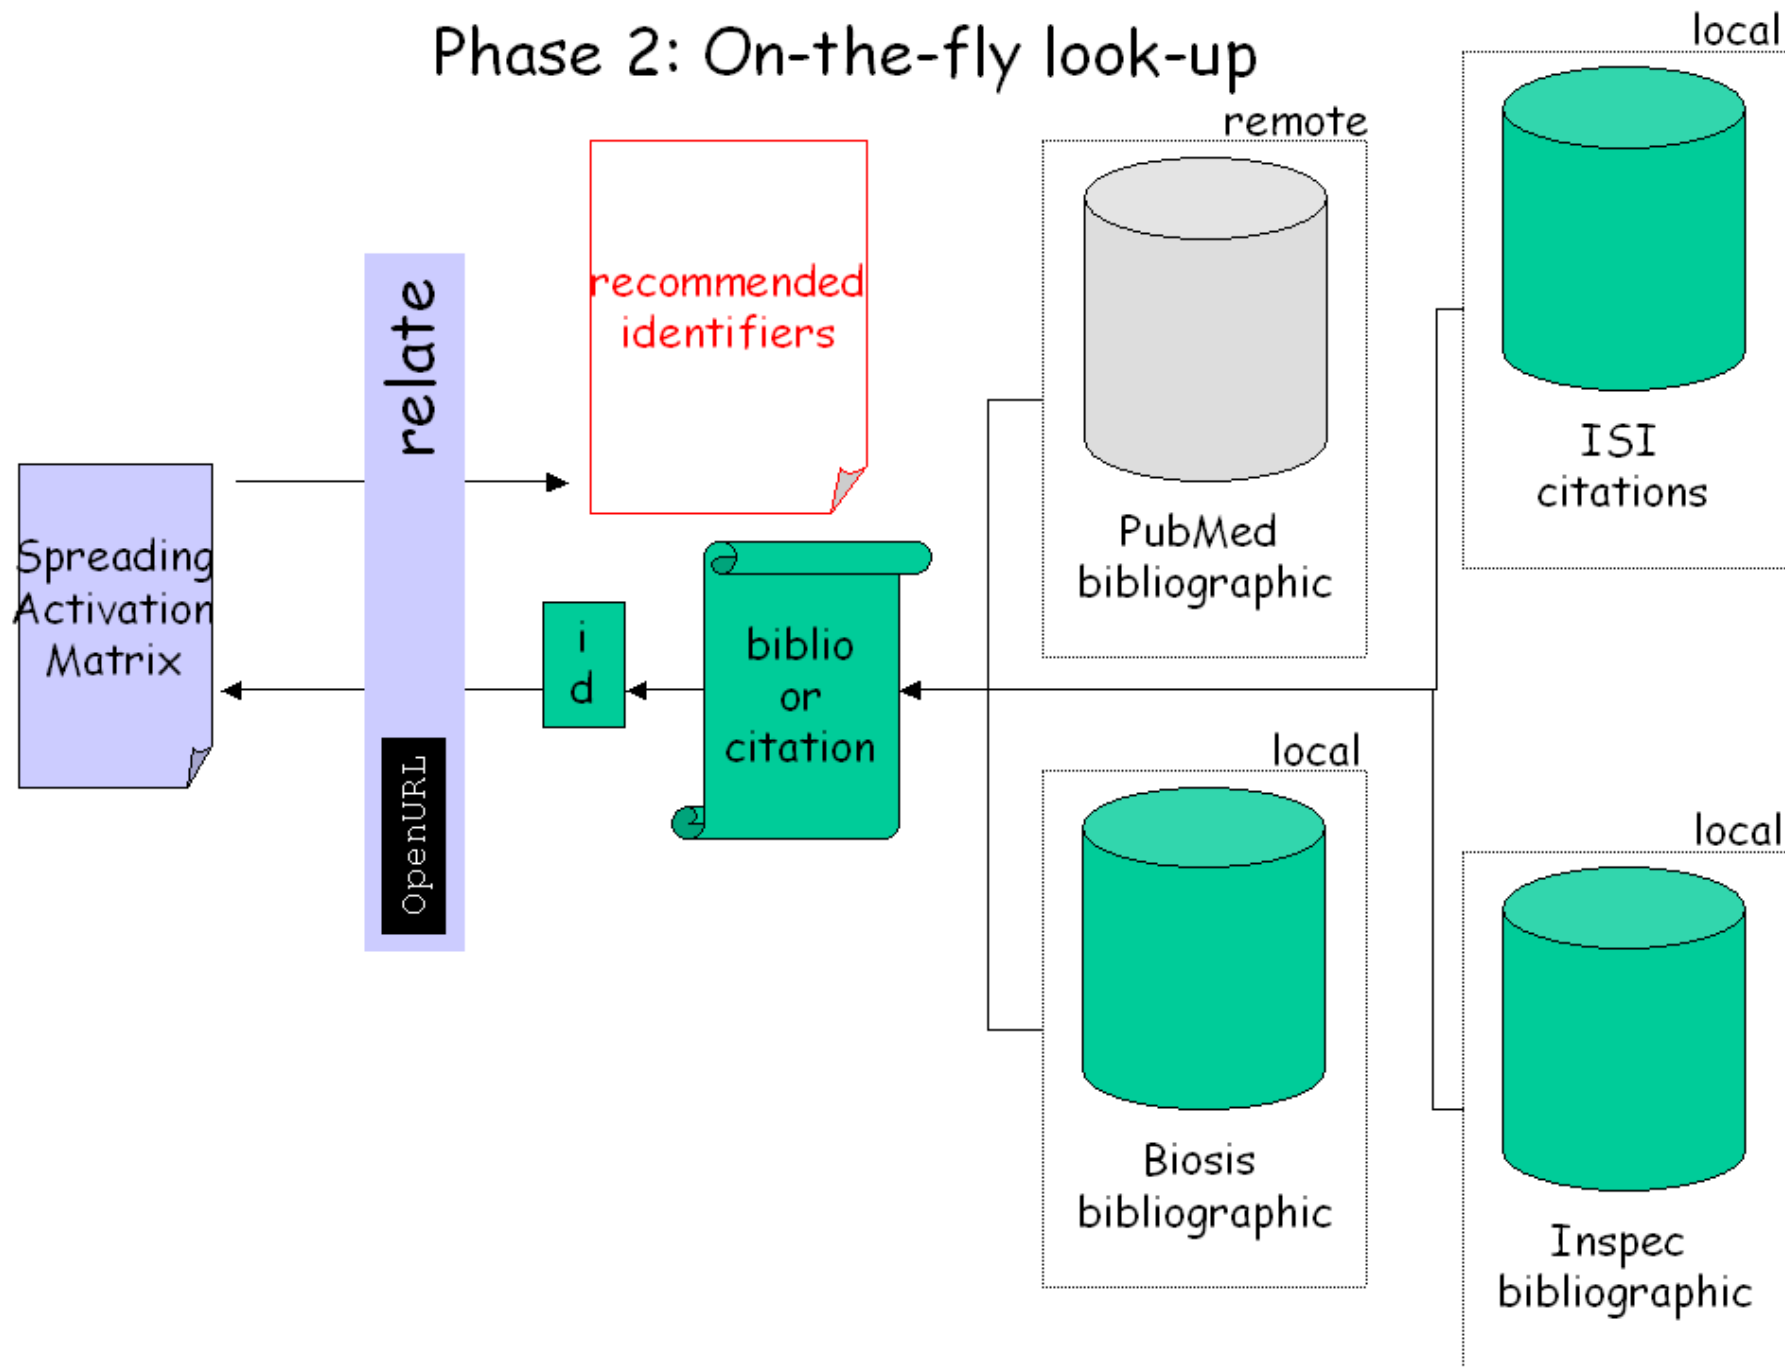 Phase 2: On-the-fly look-up
local
remote
recommended
identifiers
relate
ISI
citations
PubMed
bibliographic
Spreading
Activation
Matrix
i
d
biblio
or
citation
OpenURL
local
local
Biosis
bibliographic
Inspec
bibliographic